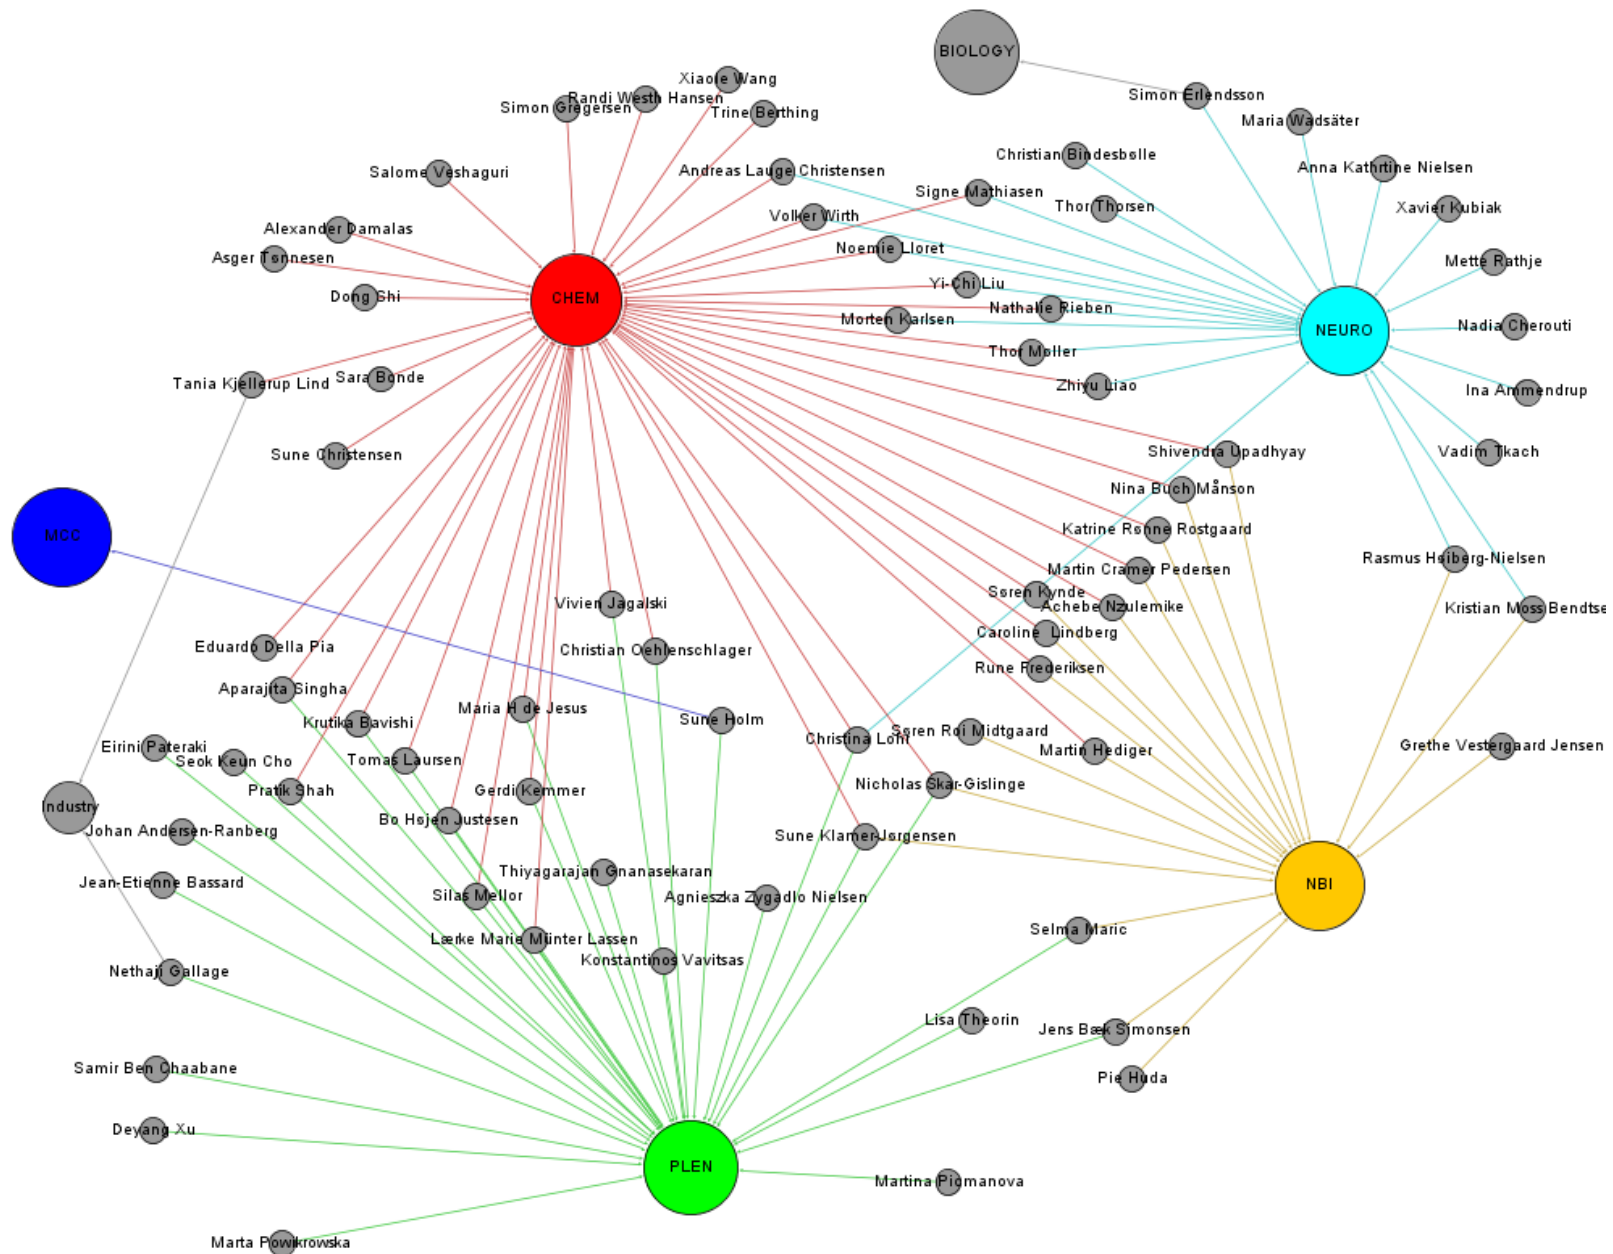 BIOLOGY
Xiaole Wang
Randi Westh Hansen
Simon Gregersen
Trine Berthing
Simon Erlendsson
Maria Wadsäter
Christian Bindesbølle
Anna Kathrtine Nielsen
Salome Veshaguri
Andreas Lauge Christensen
Signe Mathiasen
Thor Thorsen
Xavier Kubiak
Volker Wirth
Alexander Damalas
Noemie Lloret
Asger Tønnesen
Mette Rathje
Yi-Chi Liu
Dong Shi
CHEM
Nathalie Rieben
Morten Karlsen
Nadia Cherouti
NEURO
Thor Møller
Sara Bonde
Tania Kjellerup Lind
Zhiyu Liao
Ina Ammendrup
Sune Christensen
Shivendra Upadhyay
Vadim Tkach
Nina Buch Månson
Katrine Rønne Rostgaard
MCC
Rasmus Høiberg-Nielsen
Martin Cramer Pedersen
Søren Kynde
Achebe Nzulemike
Vivien Jagalski
Kristian Moss Bendtse
Caroline Lindberg
Eduardo Della Pia
Christian Oehlenschlager
Rune Frederiksen
Aparajita Singha
Maria H de Jesus
Krutika Bavishi
Sune Holm
Søren Roi Midtgaard
Christina Lohr
Eirini Pateraki
Martin Hediger
Grethe Vestergaard Jensen
Seok Keun Cho
Tomas Laursen
Nicholas Skar-Gislinge
Pratik Shah
Gerdi Kemmer
Industry
Bo Højen Justesen
Johan Andersen-Ranberg
Sune Klamer-Jørgensen
Thiyagarajan Gnanasekaran
Jean-Etienne Bassard
NBI
Silas Mellor
Agnieszka Zygadlo Nielsen
Selma Maric
Lærke Marie Münter Lassen
Konstantinos Vavitsas
Nethaji Gallage
Lisa Theorin
Jens Bæk Simonsen
Samir Ben Chaabane
Pie Huda
Deyang Xu
PLEN
Martina Picmanova
Marta Powikrowska